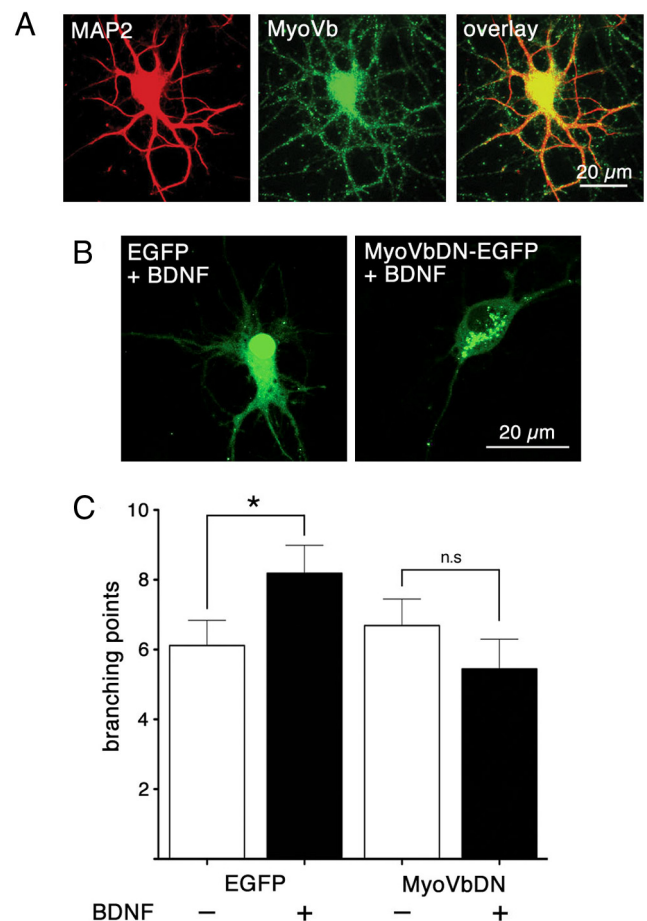 A
MAP2
MyoVb
overlay
20 µm
B
EGFP
+ BDNF
MyoVbDN-EGFP
+ BDNF
20 µm
C
10
8
6
4
2
branching points
*
n.s
EGFP
MyoVbDN
BDNF − + − +